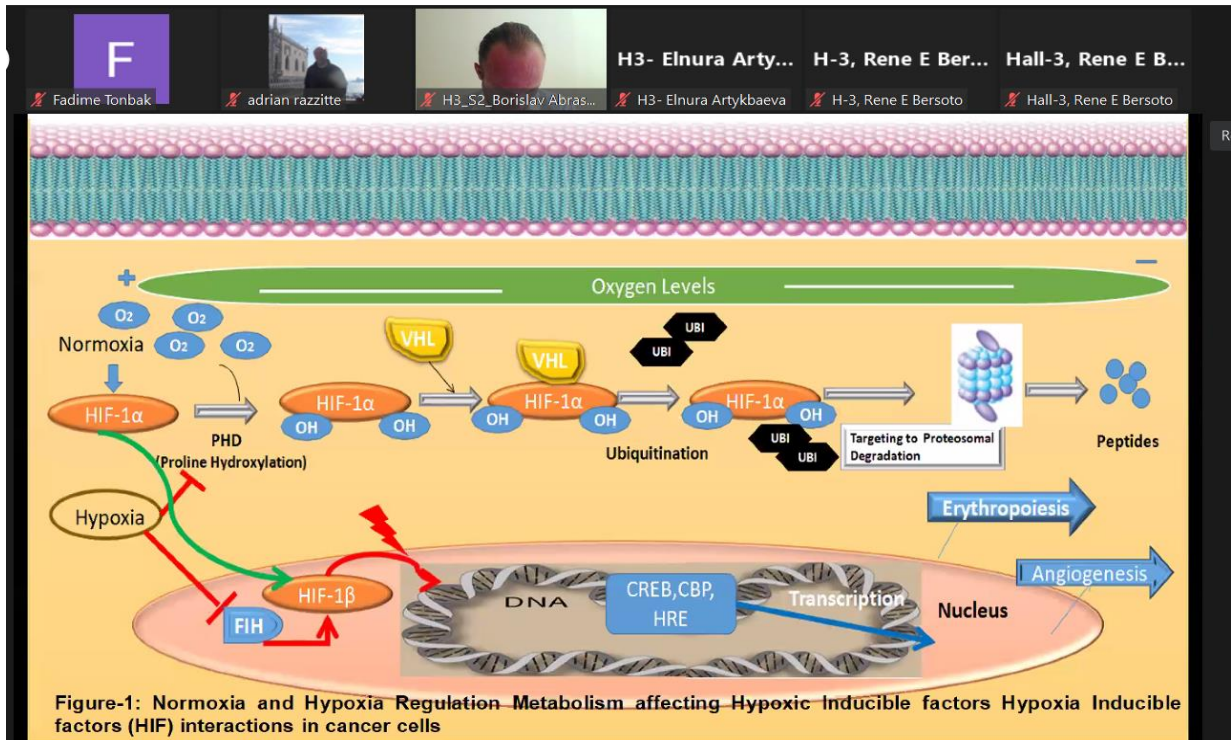 F
H3- Elnura Arty...
H-3, Rene E Ber...
Hall-3, Rene E B...
Fadime Tonbak
adrian razzitte
H3_S2_Borislav Abras...
H3- Elnura Artykbaeva
H-3, Rene E Bersoto
Hall-3, Rene E Bersoto
R
+
−
Oxygen Levels
O2
O2
O2
O2
Normoxia
VHL
VHL
UBI
UBI
HIF-1α
HIF-1α
HIF-1α
HIF-1α
OH
OH
OH
OH
OH
OH
PHD
(Proline Hydroxylation)
Ubiquitination
UBI
UBI
Targeting to Proteosomal
Degradation
Peptides
Hypoxia
Erythropoiesis
Angiogenesis
HIF-1β
FIH
DNA
CREB,CBP,
HRE
Transcription
Nucleus
Figure-1: Normoxia and Hypoxia Regulation Metabolism affecting Hypoxic Inducible factors Hypoxia Inducible
factors (HIF) interactions in cancer cells